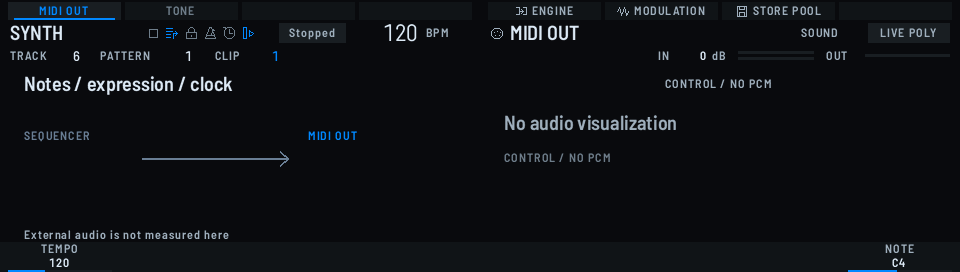 MIDI OUT TONE ENGINE MODULATION STORE POOL
SYNTH Stopped 120 BPM MIDI OUT SOUND LIVE POLY
TRACK 6 PATTERN 1 CLIP 1 IN 0 dB OUT
Notes / expression / clock CONTROL / NO PCM
No audio visualization
SEQUENCER MIDI OUT
CONTROL / NO PCM
External audio is not measured here
TEMPO NOTE
120 C4